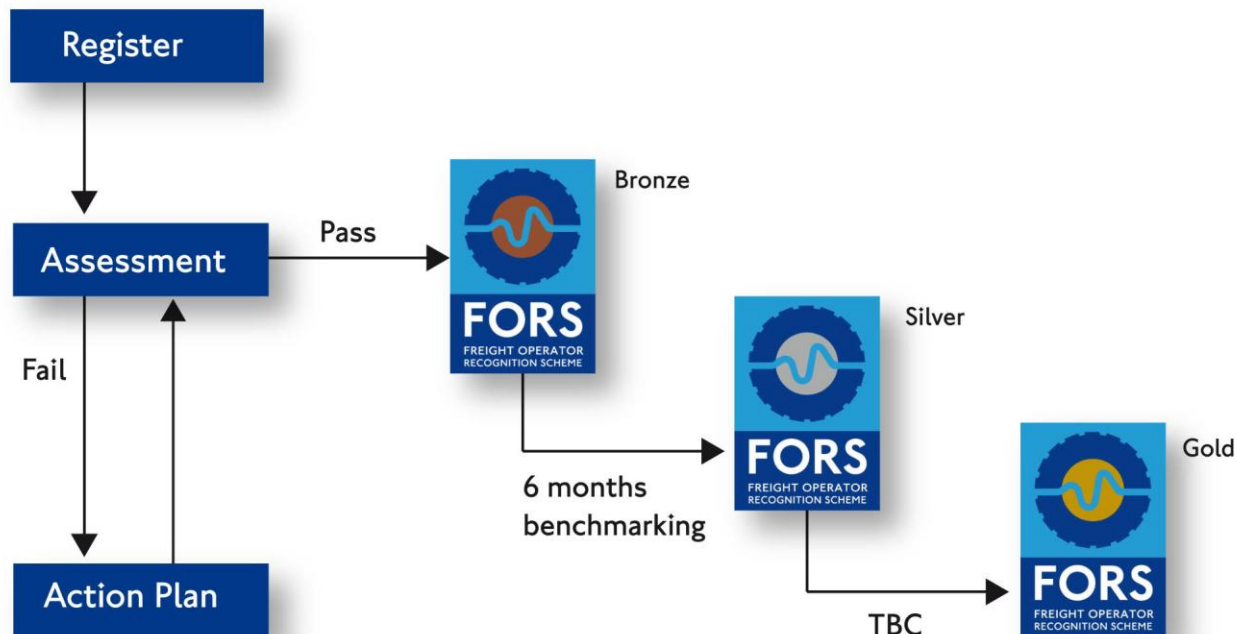 Register
Assessment
Pass
Fail
Action Plan
Bronze
FORS
FREIGHT OPERATOR
RECOGNITION SCHEME
6 months
benchmarking
Silver
FORS
FREIGHT OPERATOR
RECOGNITION SCHEME
TBC
Gold
FORS
FREIGHT OPERATOR
RECOGNITION SCHEME